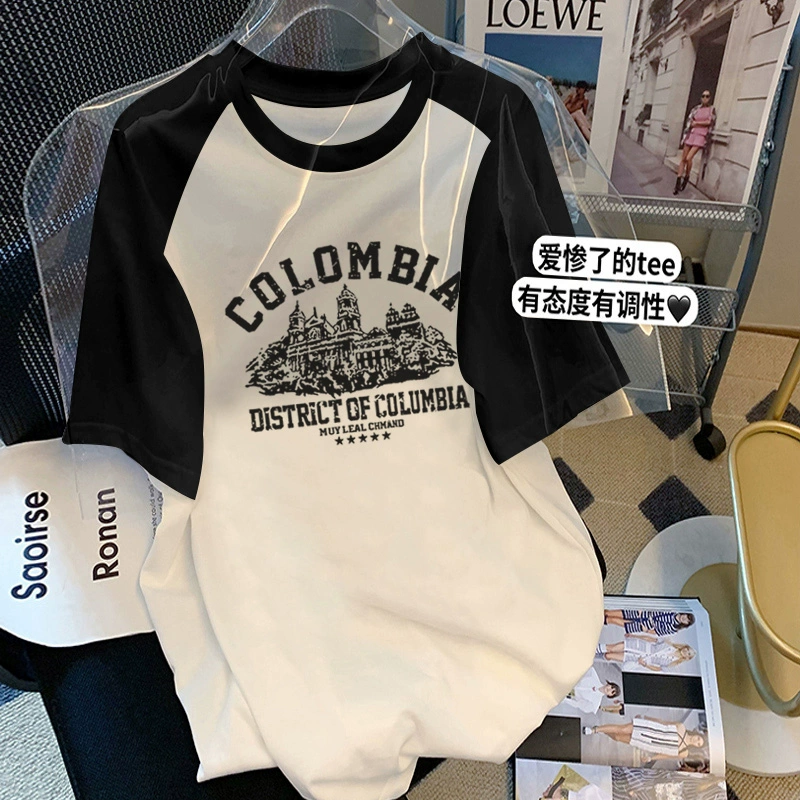 LOEWE
爱惨了的tee
有态度有调性🖤
COLOMBIA
DISTRICT OF COLUMBIA
MUY LEAL CHMAND
★★★★★
Saoirse
Ronan